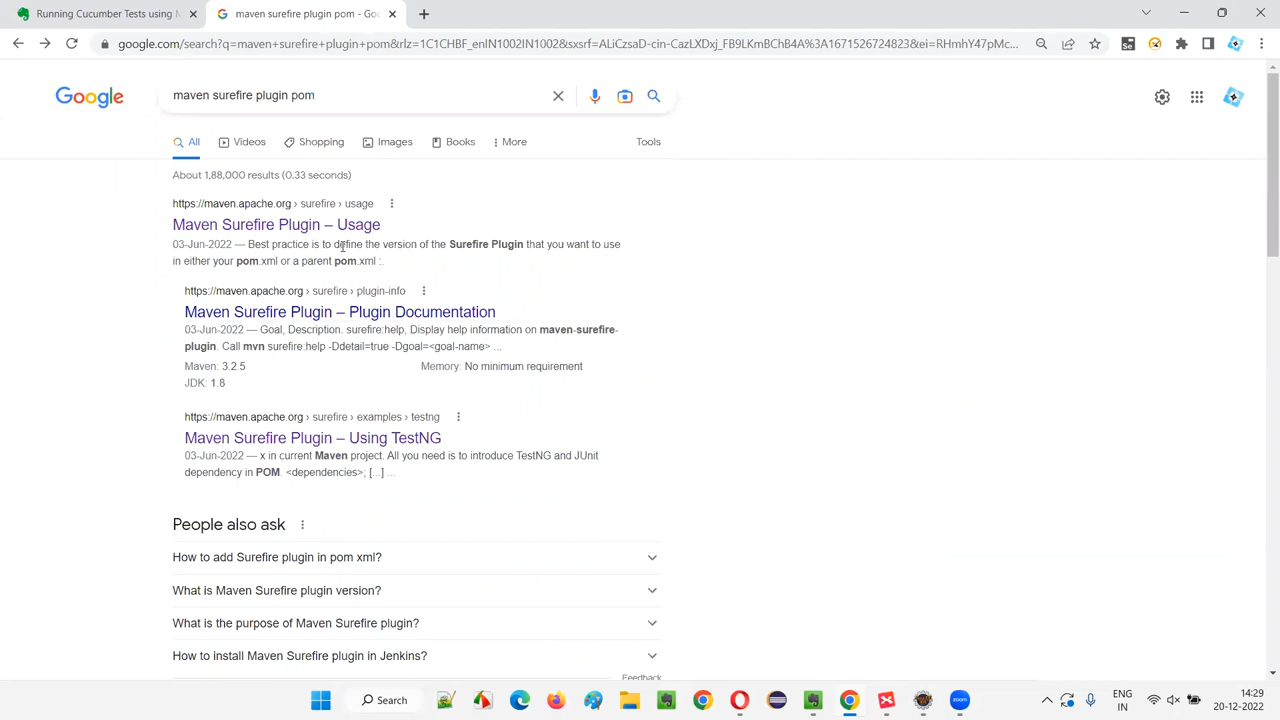 Running Cucumber Tests using N
maven surefire plugin pom - Goo
google.com/search?q=maven+surefire+plugin+pom&rlz=1C1CHBF_enIN1002IN1002&sxsrf=ALiCzsaD-cin-CazLXDxj_FB9LKmBChB4A%3A1671526724823&ei=RHmhY47pMc...
Google
maven surefire plugin pom
All
Videos
Shopping
Images
Books
More
Tools
About 1,88,000 results (0.33 seconds)
https://maven.apache.org › surefire › usage
Maven Surefire Plugin – Usage
03-Jun-2022 — Best practice is to define the version of the Surefire Plugin that you want to use
in either your pom.xml or a parent pom.xml :.
https://maven.apache.org › surefire › plugin-info
Maven Surefire Plugin – Plugin Documentation
03-Jun-2022 — Goal, Description. surefire:help, Display help information on maven-surefire-
plugin. Call mvn surefire:help -Ddetail=true -Dgoal=<goal-name> ...
Maven: 3.2.5
Memory: No minimum requirement
JDK: 1.8
https://maven.apache.org › surefire › examples › testng
Maven Surefire Plugin – Using TestNG
03-Jun-2022 — x in current Maven project. All you need is to introduce TestNG and JUnit
dependency in POM. <dependencies>; [...] ...
People also ask
How to add Surefire plugin in pom xml?
What is Maven Surefire plugin version?
What is the purpose of Maven Surefire plugin?
How to install Maven Surefire plugin in Jenkins?
Feedback
Search
ENG
IN
14:29
20-12-2022